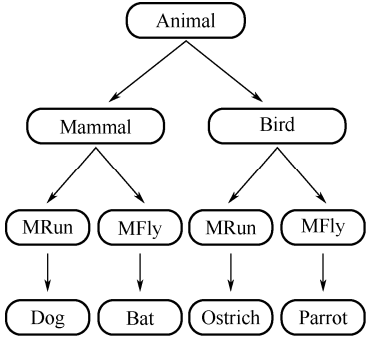 Animal
Mammal
Bird
MRun
MFly
MRun
MFly
Dog
Bat
Ostrich
Parrot